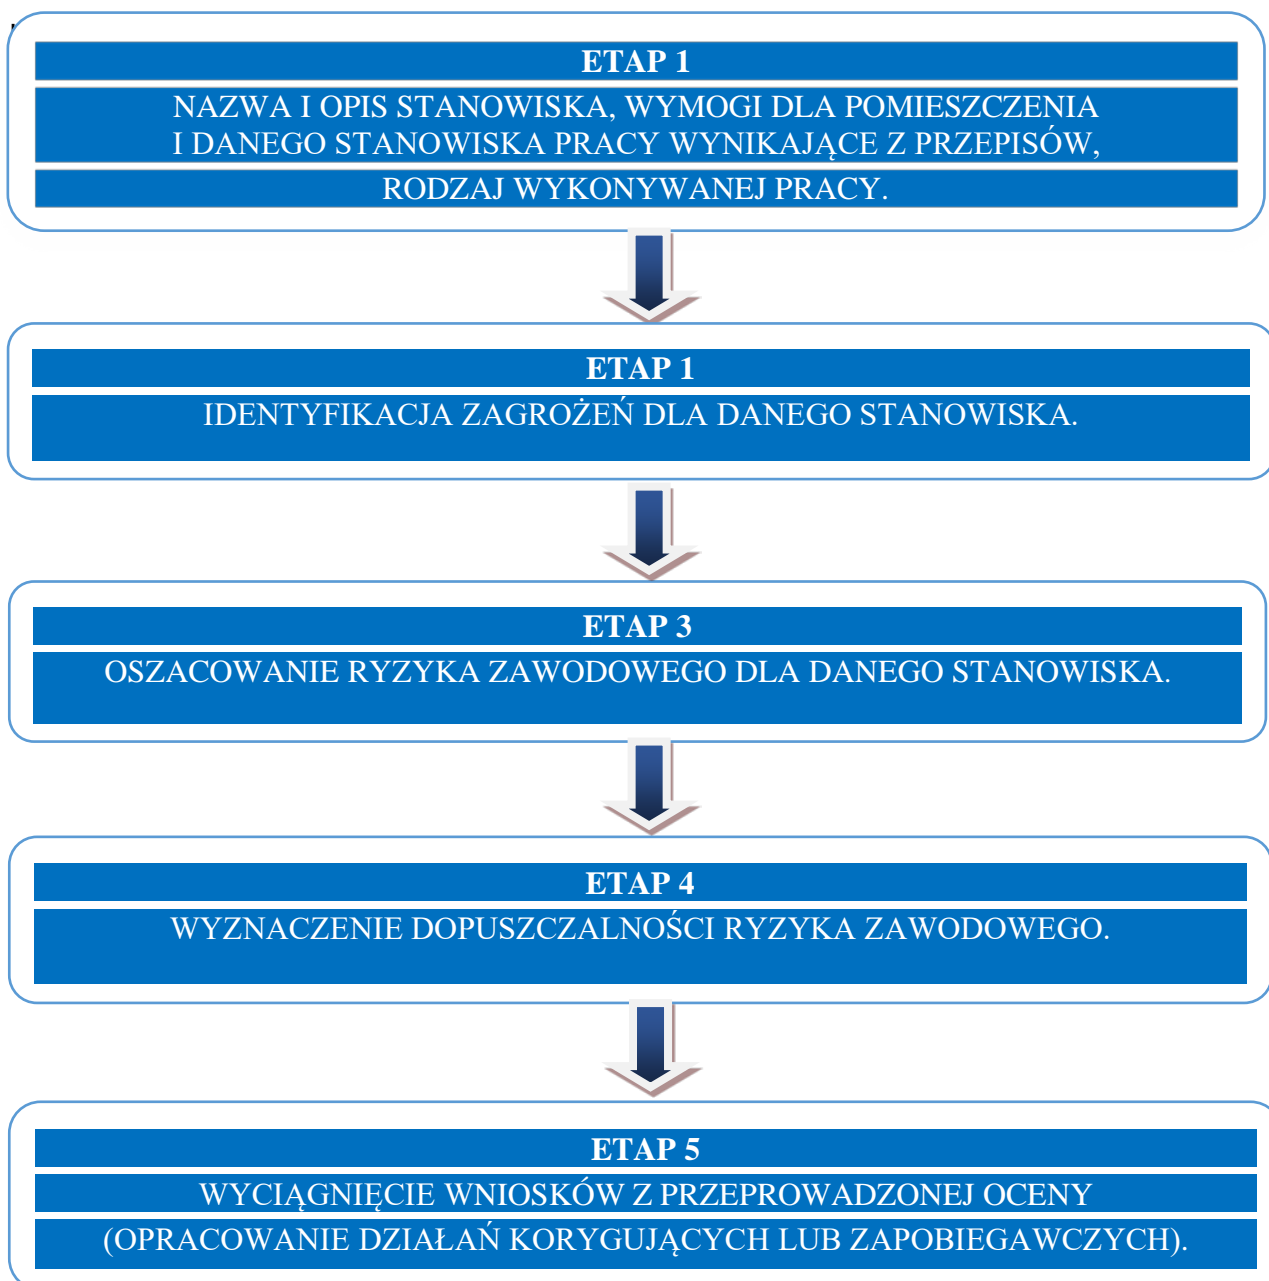 ETAP 1
NAZWA I OPIS STANOWISKA, WYMOGI DLA POMIESZCZENIA
I DANEGO STANOWISKA PRACY WYNIKAJĄCE Z PRZEPISÓW,
RODZAJ WYKONYWANEJ PRACY.
ETAP 1
IDENTYFIKACJA ZAGROŻEŃ DLA DANEGO STANOWISKA.
ETAP 3
OSZACOWANIE RYZYKA ZAWODOWEGO DLA DANEGO STANOWISKA.
ETAP 4
WYZNACZENIE DOPUSZCZALNOŚCI RYZYKA ZAWODOWEGO.
ETAP 5
WYCIĄGNIĘCIE WNIOSKÓW Z PRZEPROWADZONEJ OCENY
(OPRACOWANIE DZIAŁAŃ KORYGUJĄCYCH LUB ZAPOBIEGAWCZYCH).